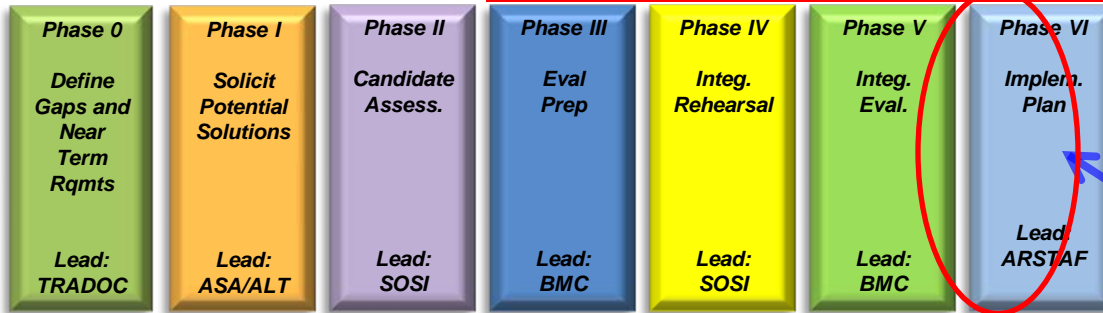 Phase 0
Define
Gaps and
Near
Term
Rqmts
Lead:
TRADOC
Phase I
Solicit
Potential
Solutions
Lead:
ASA/ALT
Phase II
Candidate
Assess.
Lead:
SOSI
Phase III
Eval
Prep
Lead:
BMC
Phase IV
Integ.
Rehearsal
Lead:
SOSI
Phase V
Integ.
Eval.
Lead:
BMC
Phase VI
Implem.
Plan
Lead:
ARSTAF